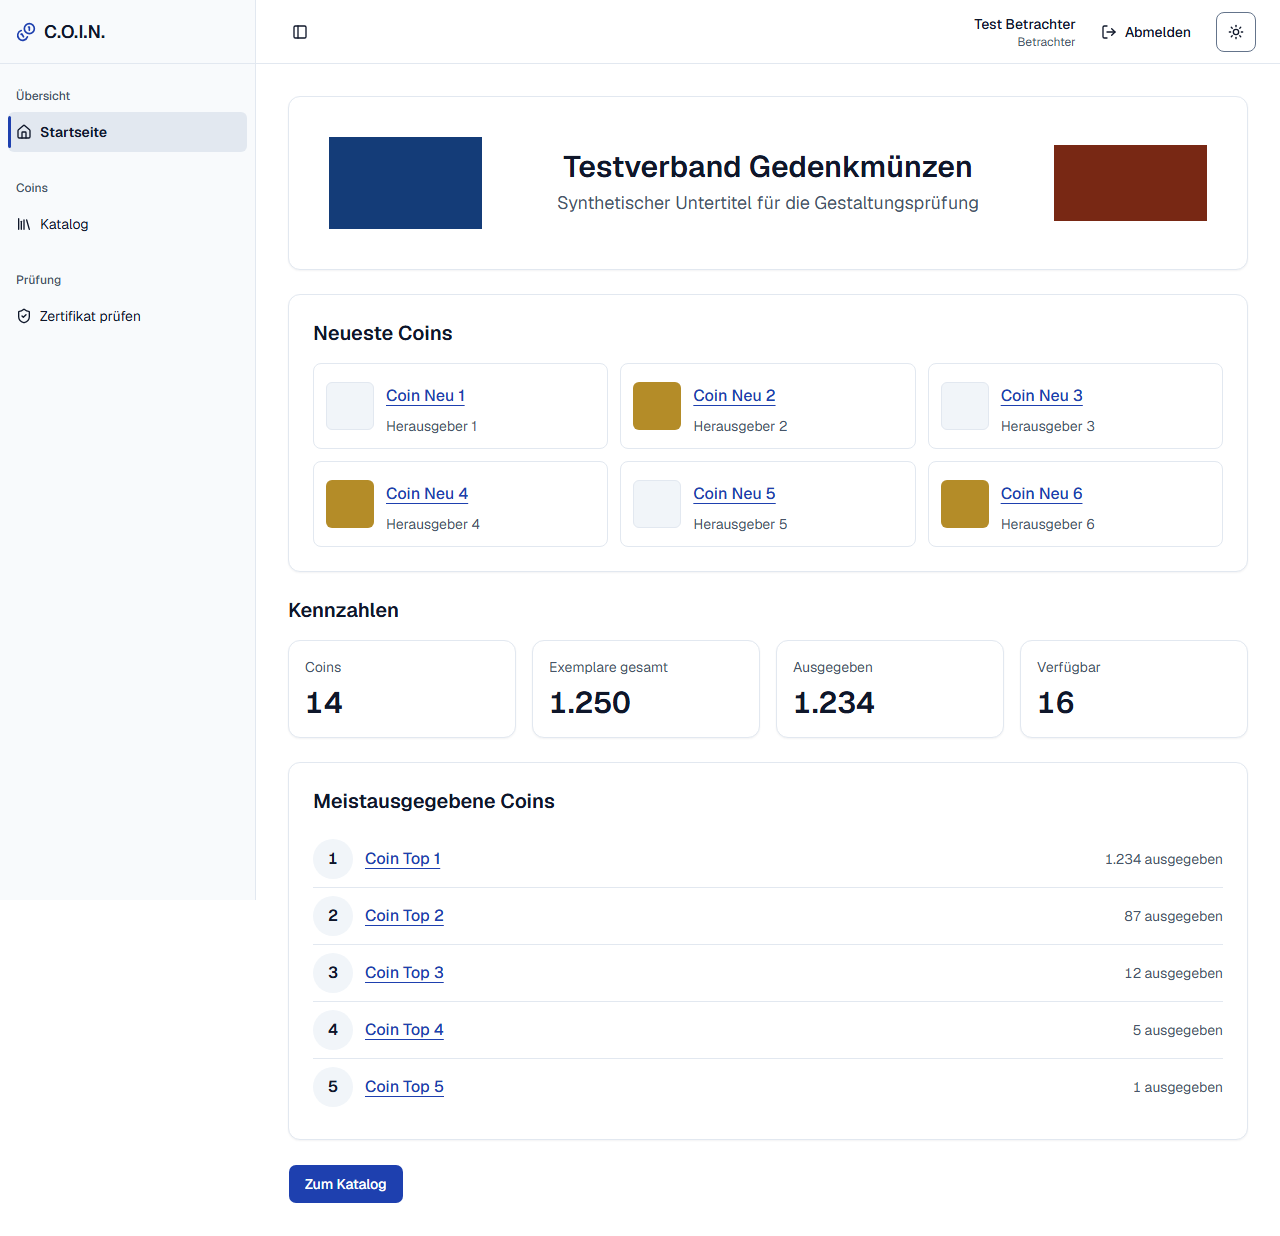 C.O.I.N.
Test Betrachter
Betrachter
Abmelden
Übersicht
Startseite
Coins
Katalog
Prüfung
Zertifikat prüfen
Testverband Gedenkmünzen
Synthetischer Untertitel für die Gestaltungsprüfung
Neueste Coins
Coin Neu 1
Herausgeber 1
Coin Neu 2
Herausgeber 2
Coin Neu 3
Herausgeber 3
Coin Neu 4
Herausgeber 4
Coin Neu 5
Herausgeber 5
Coin Neu 6
Herausgeber 6
Kennzahlen
Coins
14
Exemplare gesamt
1.250
Ausgegeben
1.234
Verfügbar
16
Meistausgegebene Coins
1 Coin Top 1 1.234 ausgegeben
2 Coin Top 2 87 ausgegeben
3 Coin Top 3 12 ausgegeben
4 Coin Top 4 5 ausgegeben
5 Coin Top 5 1 ausgegeben
Zum Katalog